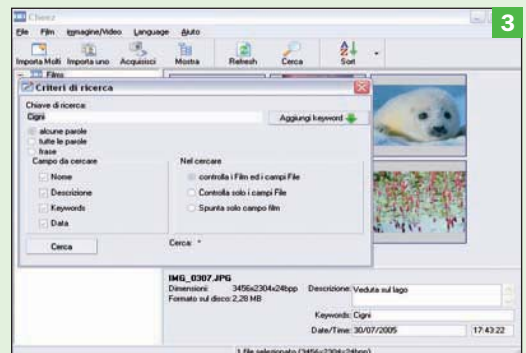 3
Cheez
File Film Immagine/Video Language Aiuto
Importa Molti Importa uno Acquisisci Mostra Refresh Cerca Sort
Films
Criteri di ricerca
Chiave di ricerca:
Cigni
Aggiungi keyword
alcune parole
tutte le parole
frase
Campo da cercare
Nel cercare
Nome
controlla i Film ed i campi File
Descrizione
Controlla solo i campi File
Keywords
Spunta solo campo film
Data
Cerca
Cerca: *
IMG_0307.JPG
Dimensioni: 3456x2304x24bpp
Descrizione: Veduta sul lago
Formato sul disco: 2,28 MB
Keywords: Cigni
Date/Time: 30/07/2005 17:43:22
1 file selezionato (3456x2304x24bpp)